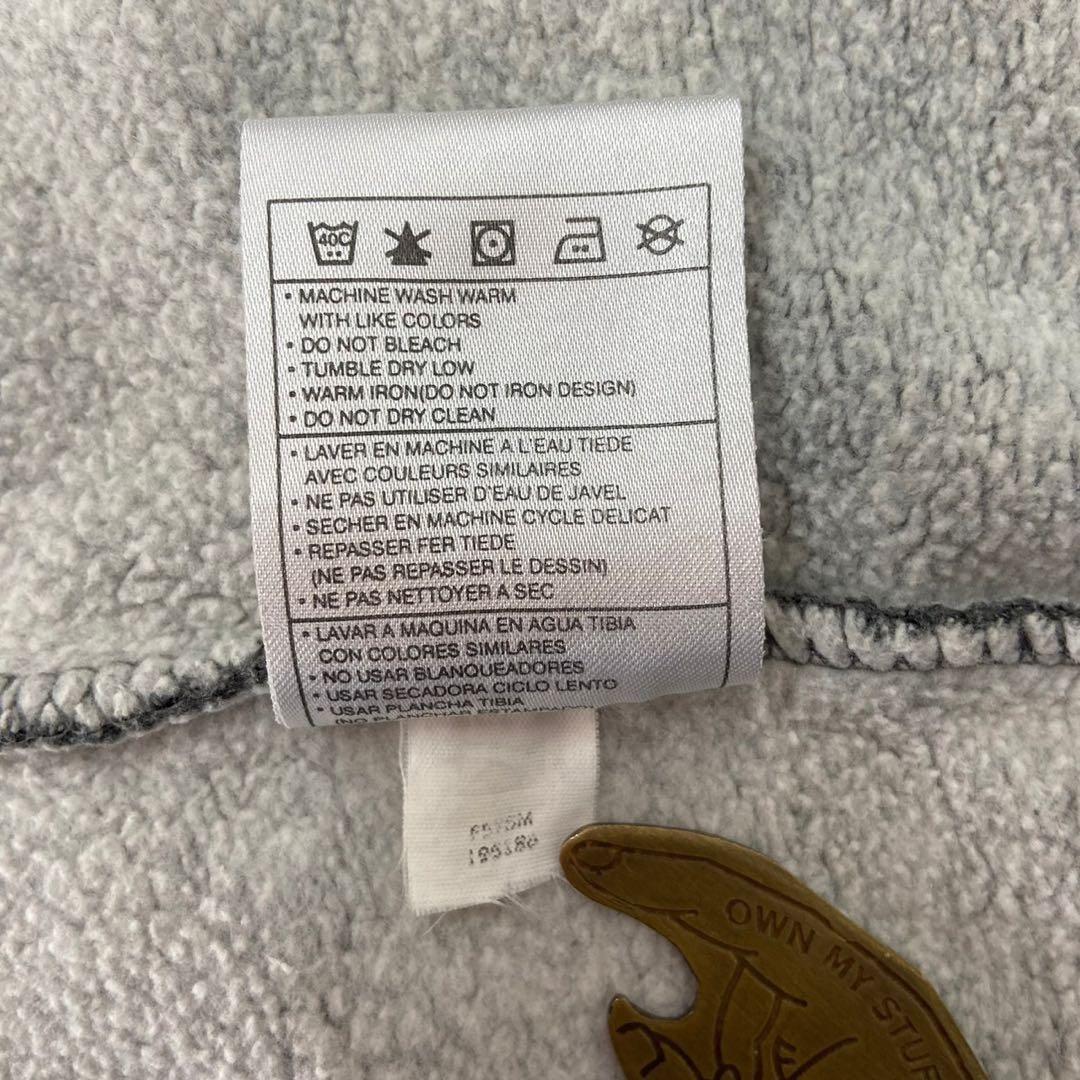 40C
• MACHINE WASH WARM
WITH LIKE COLORS
• DO NOT BLEACH
• TUMBLE DRY LOW
• WARM IRON(DO NOT IRON DESIGN)
• DO NOT DRY CLEAN
• LAVER EN MACHINE A L'EAU TIEDE
AVEC COULEURS SIMILAIRES
• NE PAS UTILISER D'EAU DE JAVEL
• SECHER EN MACHINE CYCLE DELICAT
• REPASSER FER TIEDE
(NE PAS REPASSER LE DESSIN)
• NE PAS NETTOYER A SEC
• LAVAR A MAQUINA EN AGUA TIBIA
CON COLORES SIMILARES
• NO USAR BLANQUEADORES
• USAR SECADORA CICLO LENTO
• USAR PLANCHA TIBIA
(NO PLANCHAR
OWN MY